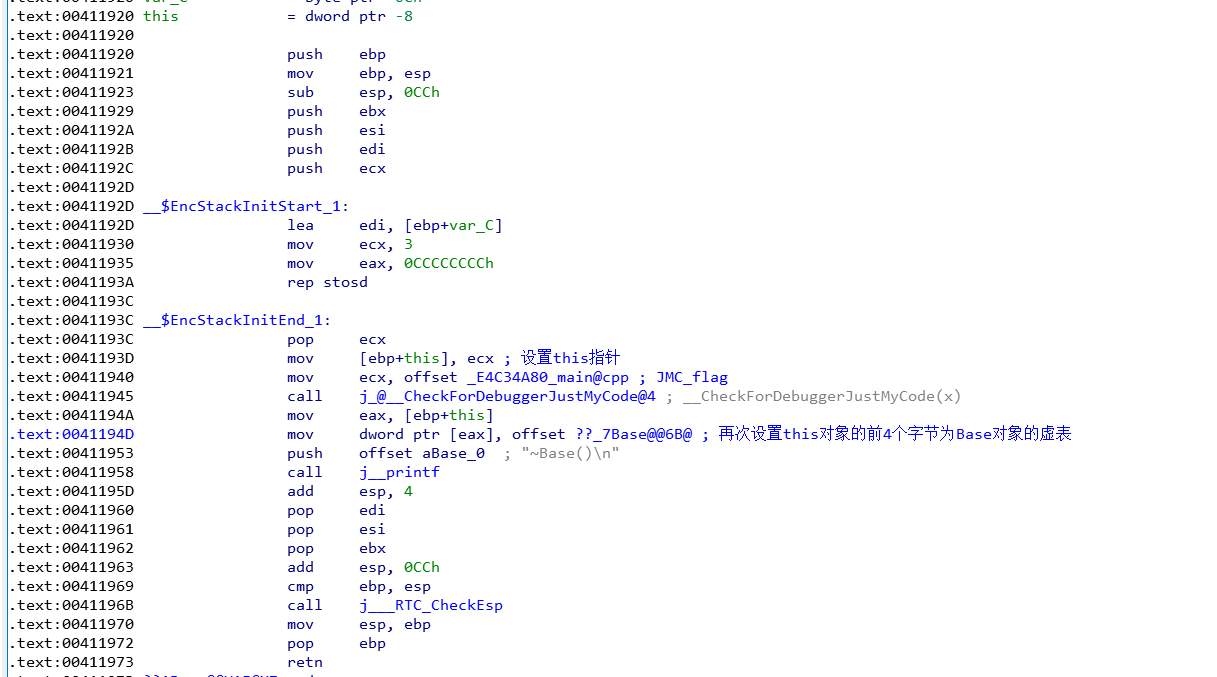 .text:00411920 this = dword ptr -8
.text:00411920
.text:00411920 push ebp
.text:00411921 mov ebp, esp
.text:00411923 sub esp, 0CCh
.text:00411929 push ebx
.text:0041192A push esi
.text:0041192B push edi
.text:0041192C push ecx
.text:0041192D
.text:0041192D __$EncStackInitStart_1:
.text:0041192D lea edi, [ebp+var_C]
.text:00411930 mov ecx, 3
.text:00411935 mov eax, 0CCCCCCCCh
.text:0041193A rep stosd
.text:0041193C
.text:0041193C __$EncStackInitEnd_1:
.text:0041193C pop ecx
.text:0041193D mov [ebp+this], ecx ; 设置this指针
.text:00411940 mov ecx, offset _E4C34A80_main@cpp ; JMC_flag
.text:00411945 call j_@__CheckForDebuggerJustMyCode@4 ; __CheckForDebuggerJustMyCode(x)
.text:0041194A mov eax, [ebp+this]
.text:0041194D mov dword ptr [eax], offset ??_7Base@@6B@ ; 再次设置this对象的前4个字节为Base对象的虚表
.text:00411953 push offset aBase_0 ; "~Base()\n"
.text:00411958 call j__printf
.text:0041195D add esp, 4
.text:00411960 pop edi
.text:00411961 pop esi
.text:00411962 pop ebx
.text:00411963 add esp, 0CCh
.text:00411969 cmp ebp, esp
.text:0041196B call j___RTC_CheckEsp
.text:00411970 mov esp, ebp
.text:00411972 pop ebp
.text:00411973 retn